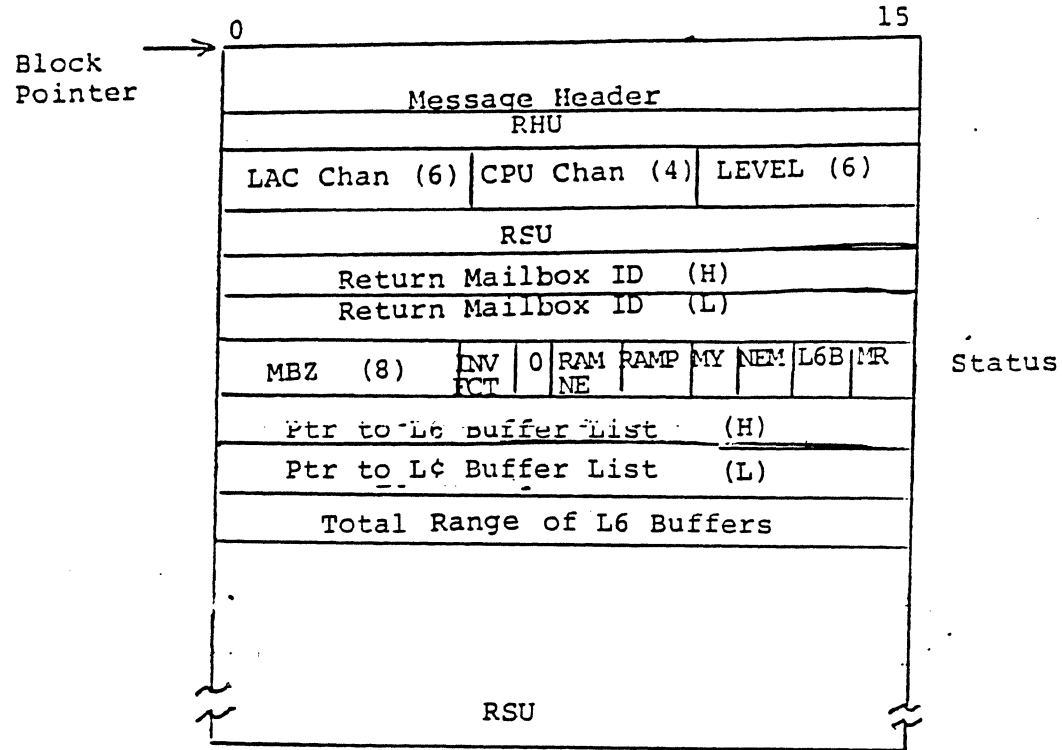 0 15
Block
Pointer
Message Header
RHU
LAC Chan (6) CPU Chan (4) LEVEL (6)
RSU
Return Mailbox ID (H)
Return Mailbox ID (L)
MBZ (8) INV FCT 0 RAM NE RAMP MY NEM L6B MR Status
Ptr to L6 Buffer List (H)
Ptr to L¢ Buffer List (L)
Total Range of L6 Buffers
RSU